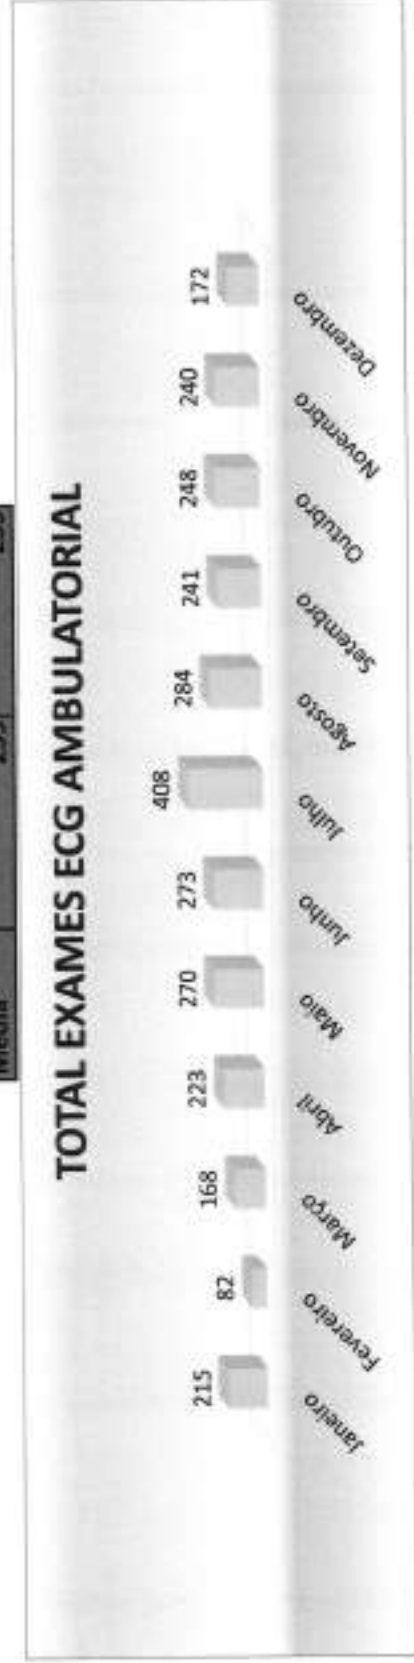 Média
TOTAL EXAMES ECG AMBULATORIAL
215
82
168
223
270
273
408
284
241
248
240
172
Janeiro
Fevereiro
Março
Abril
Maio
Junho
Julho
Agosto
Setembro
Outubro
Novembro
Dezembro